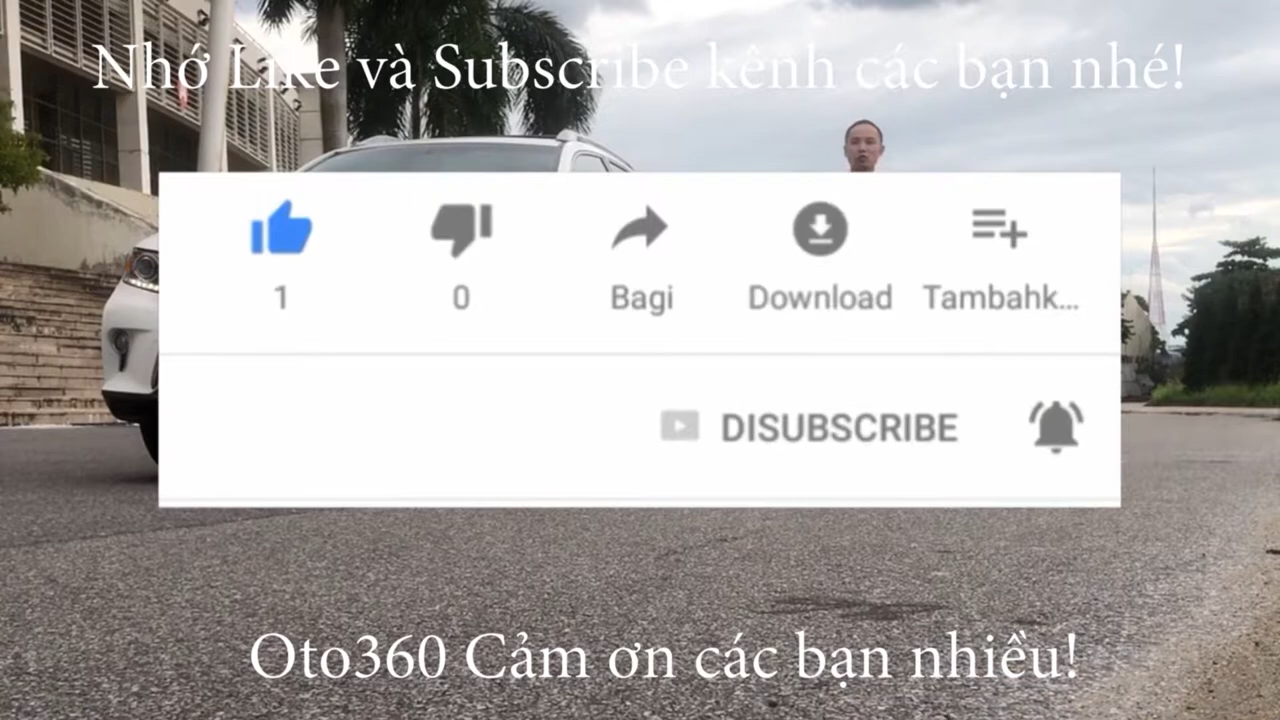 Nhớ Like và Subscribe kênh các bạn nhé!
1
0
Bagi
Download
Tambahk...
DISUBSCRIBE
Oto360 Cảm ơn các bạn nhiều!